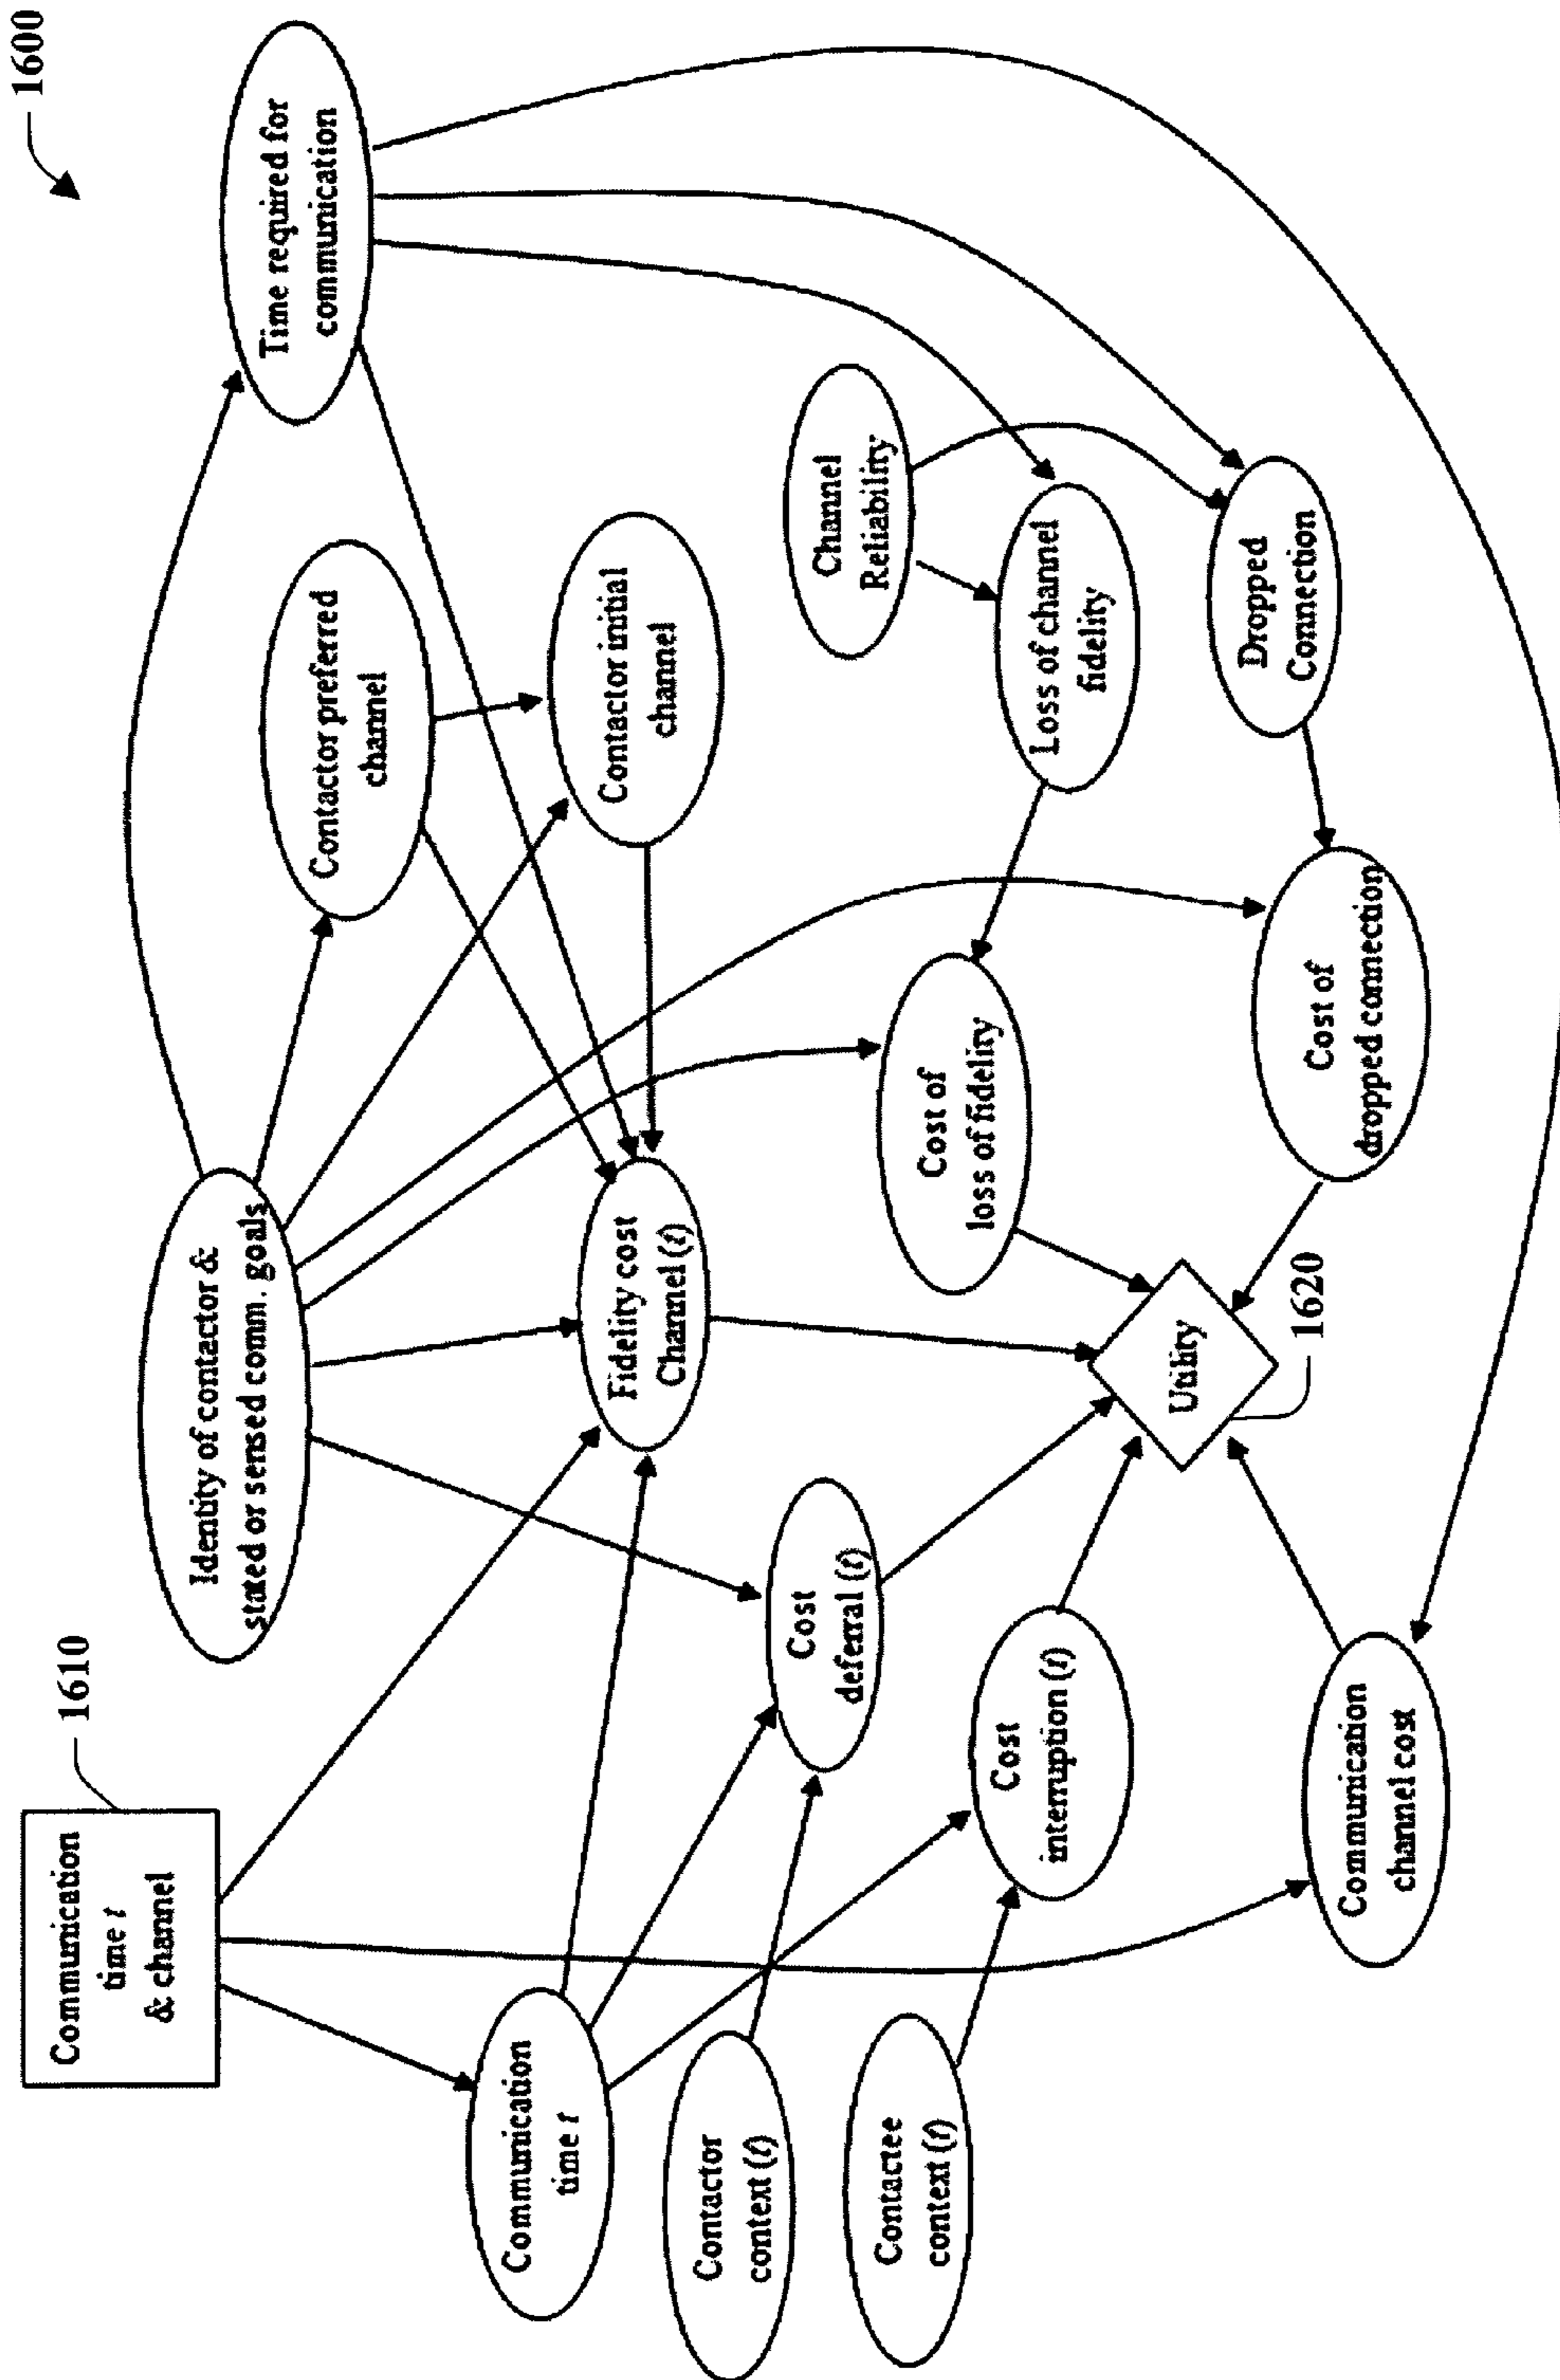 1600
Communication
time t
& channel
1610
Identity of contactor &
stated or sensed comm. goals
Time required for
communication
Contactor preferred
channel
Communication
time t
Fidelity cost
Channel (t)
Contactor initial
channel
Contactor
context (t)
Cost
deferral (t)
Channel
Reliability
Contactee
context (t)
Cost
interruption (t)
Cost of
loss of fidelity
Loss of channel
fidelity
Utility
1620
Communication
channel cost
Cost of
dropped connection
Dropped
Connection